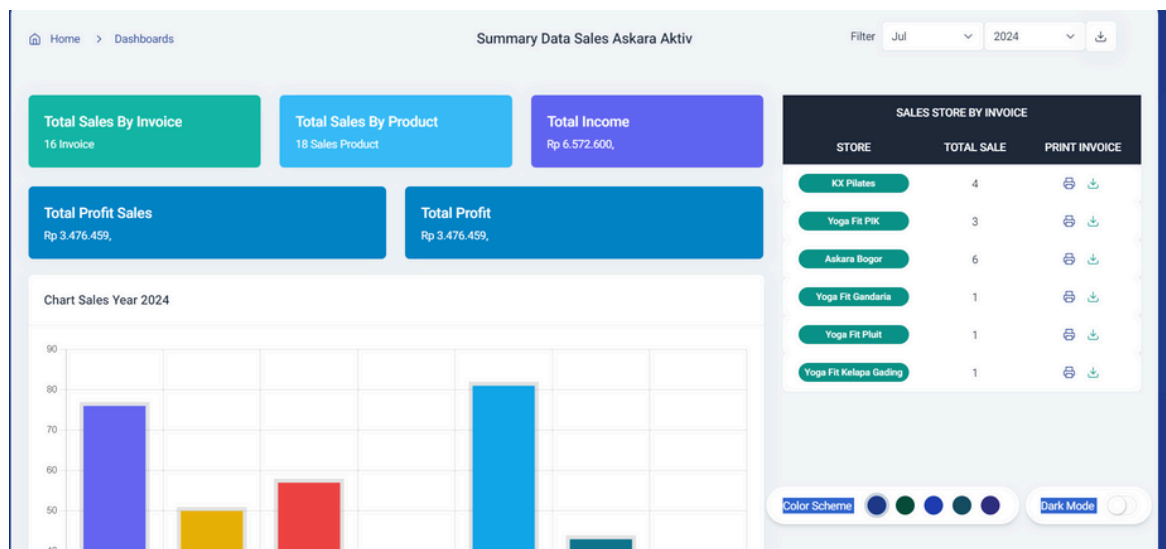 Home > Dashboards
Summary Data Sales Askara Aktiv
Filter Jul 2024
Total Sales By Invoice
16 Invoice
Total Sales By Product
18 Sales Product
Total Income
Rp 6.572.600,
Total Profit Sales
Rp 3.476.459,
Total Profit
Rp 3.476.459,
Chart Sales Year 2024
90
80
70
60
50
40
SALES STORE BY INVOICE
STORE TOTAL SALE PRINT INVOICE
KX Pilates 4
Yoga Fit PIK 3
Askara Bogor 6
Yoga Fit Gandaria 1
Yoga Fit Pluit 1
Yoga Fit Kelapa Gading 1
Color Scheme
Dark Mode